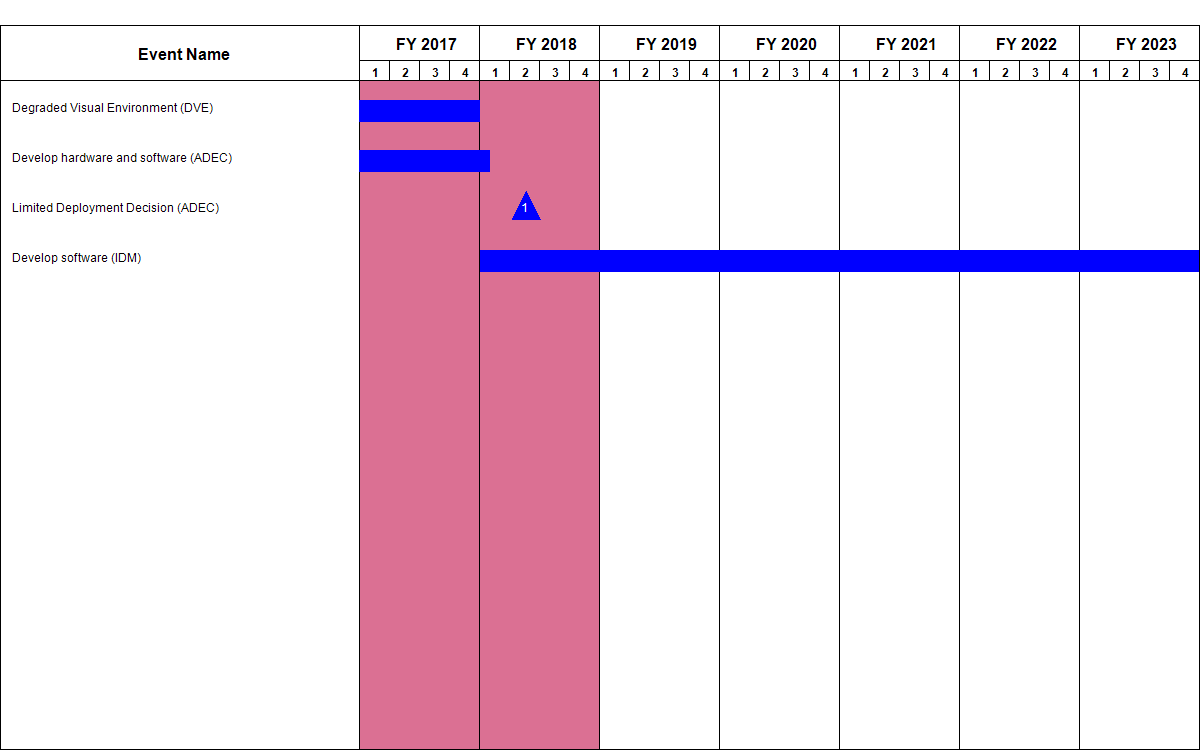 Event Name FY 2017 FY 2018 FY 2019 FY 2020 FY 2021 FY 2022 FY 2023
1 2 3 4 1 2 3 4 1 2 3 4 1 2 3 4 1 2 3 4 1 2 3 4 1 2 3 4
Degraded Visual Environment (DVE)
Develop hardware and software (ADEC)
Limited Deployment Decision (ADEC) 1
Develop software (IDM)